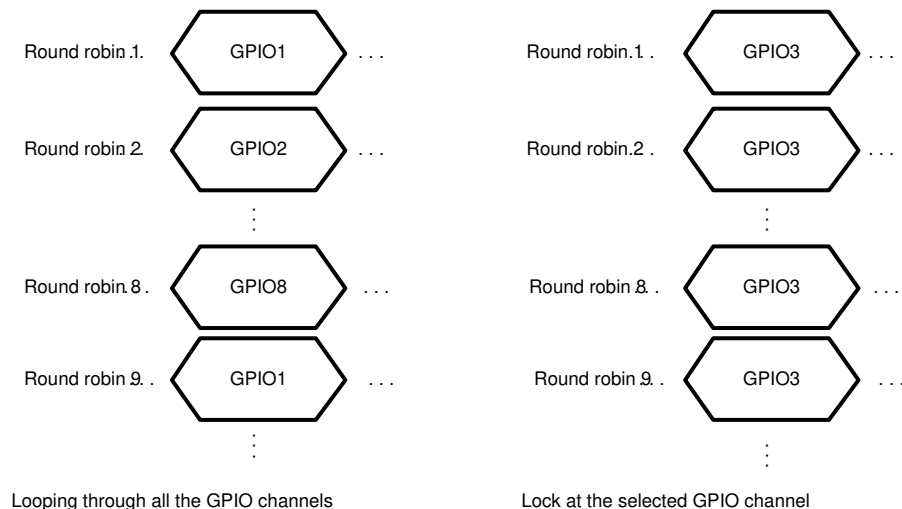 Round robin 1. . . GPIO1 . . .
Round robin 2. . . GPIO2 . . .
⋮
Round robin 8. . . GPIO8 . . .
Round robin 9. . . GPIO1 . . .
⋮
Looping through all the GPIO channels
Round robin 1. . . GPIO3 . . .
Round robin 2. . . GPIO3 . . .
⋮
Round robin 8. . . GPIO3 . . .
Round robin 9. . . GPIO3 . . .
⋮
Lock at the selected GPIO channel